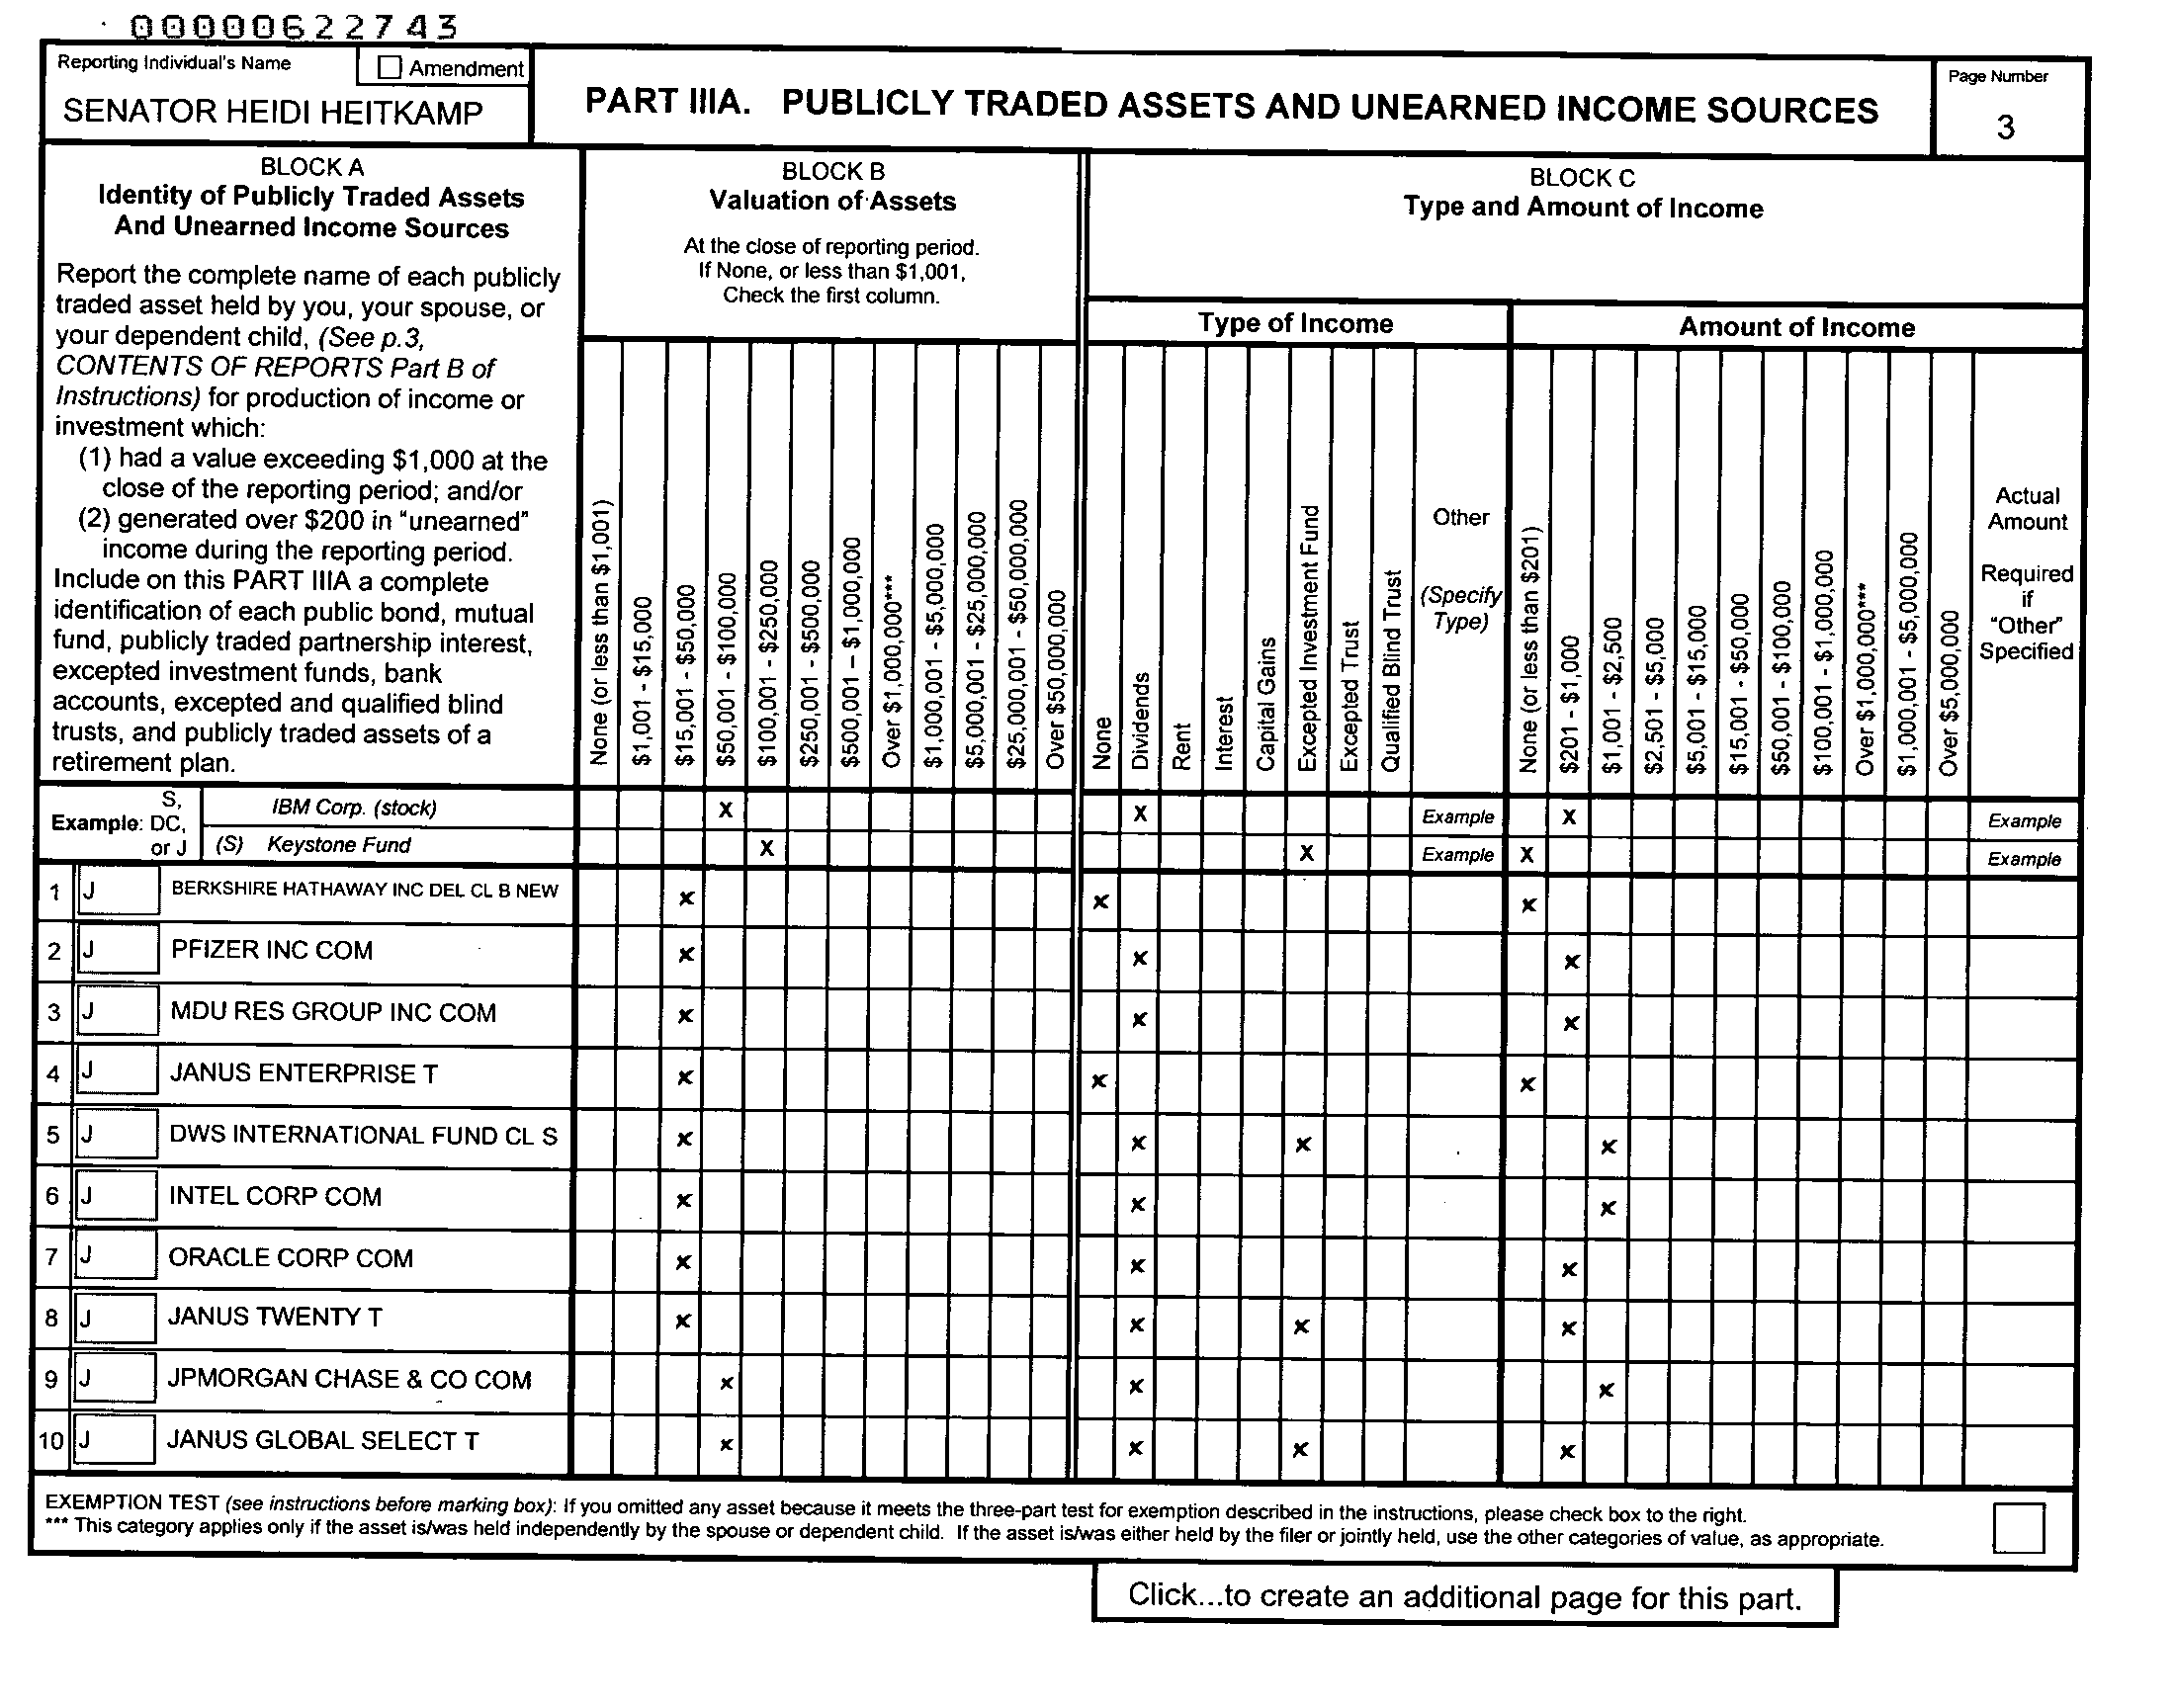 00000622743
Reporting Individual's Name
Amendment
SENATOR HEIDI HEITKAMP
PART IIIA. PUBLICLY TRADED ASSETS AND UNEARNED INCOME SOURCES
Page Number
3
BLOCK A
Identity of Publicly Traded Assets
And Unearned Income Sources
Report the complete name of each publicly
traded asset held by you, your spouse, or
your dependent child, (See p.3,
CONTENTS OF REPORTS Part B of
Instructions) for production of income or
investment which:
(1) had a value exceeding $1,000 at the
close of the reporting period; and/or
(2) generated over $200 in "unearned"
income during the reporting period.
Include on this PART IIIA a complete
identification of each public bond, mutual
fund, publicly traded partnership interest,
excepted investment funds, bank
accounts, excepted and qualified blind
trusts, and publicly traded assets of a
retirement plan.
BLOCK B
Valuation of Assets
At the close of reporting period.
If None, or less than $1,001,
Check the first column.
None (or less than $1,001)
$1,001 - $15,000
$15,001 - $50,000
$50,001 - $100,000
$100,001 - $250,000
$250,001 - $500,000
$500,001 – $1,000,000
Over $1,000,000***
$1,000,001 - $5,000,000
$5,000,001 - $25,000,000
$25,000,001 - $50,000,000
Over $50,000,000
BLOCK C
Type and Amount of Income
Type of Income
None
Dividends
Rent
Interest
Capital Gains
Excepted Investment Fund
Excepted Trust
Qualified Blind Trust
Other
(Specify
Type)
Amount of Income
None (or less than $201)
$201 - $1,000
$1,001 - $2,500
$2,501 - $5,000
$5,001 - $15,000
$15,001 - $50,000
$50,001 - $100,000
$100,001 - $1,000,000
Over $1,000,000***
$1,000,001 - $5,000,000
Over $5,000,000
Actual
Amount
Required
if
"Other"
Specified
Example: S, DC, or J
IBM Corp. (stock) X X Example X Example
(S) Keystone Fund X X Example X Example
1 J BERKSHIRE HATHAWAY INC DEL CL B NEW x x x
2 J PFIZER INC COM x x x
3 J MDU RES GROUP INC COM x x x
4 J JANUS ENTERPRISE T x x x
5 J DWS INTERNATIONAL FUND CL S x x x x
6 J INTEL CORP COM x x x
7 J ORACLE CORP COM x x x
8 J JANUS TWENTY T x x x x
9 J JPMORGAN CHASE & CO COM x x x
10 J JANUS GLOBAL SELECT T x x x x
EXEMPTION TEST (see instructions before marking box): If you omitted any asset because it meets the three-part test for exemption described in the instructions, please check box to the right.
*** This category applies only if the asset is/was held independently by the spouse or dependent child. If the asset is/was either held by the filer or jointly held, use the other categories of value, as appropriate.
Click...to create an additional page for this part.